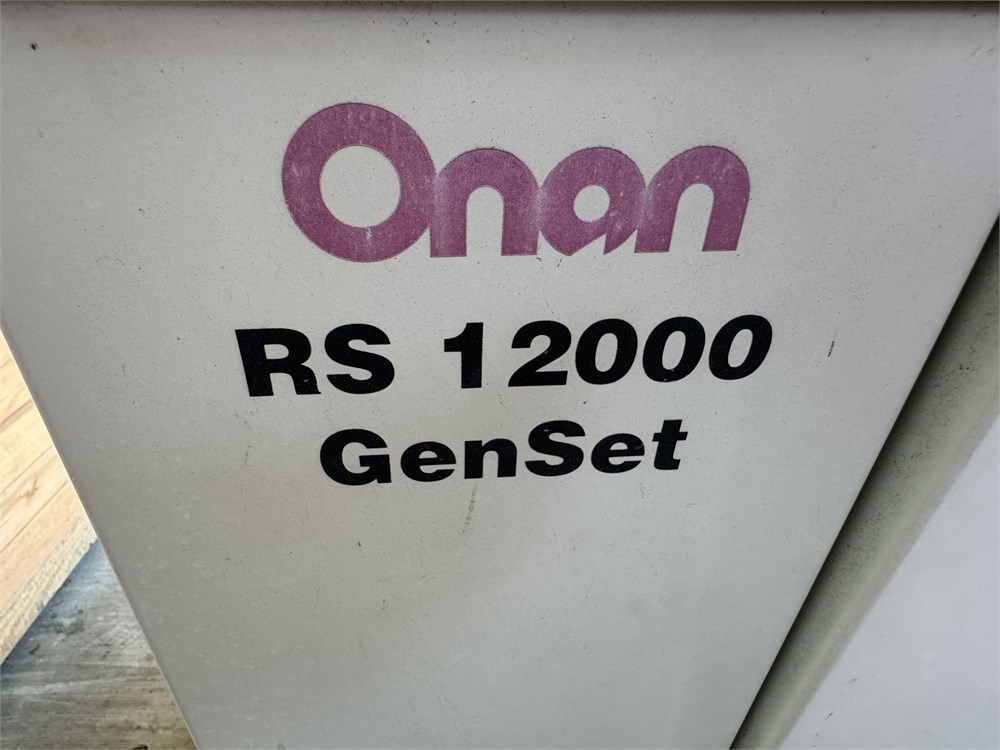 Onan
RS 12000
GenSet